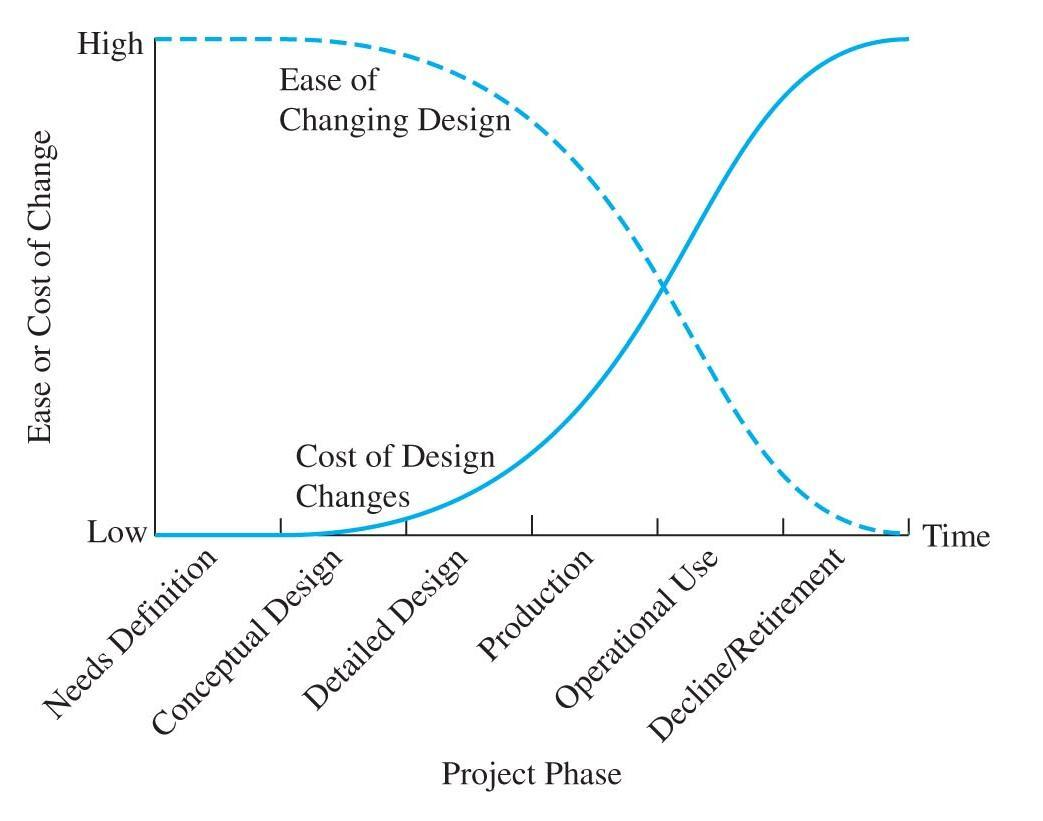 High
Ease of
Changing Design
Ease or Cost of Change
Cost of Design
Changes
Low
Time
Needs Definition
Conceptual Design
Detailed Design
Production
Operational Use
Decline/Retirement
Project Phase